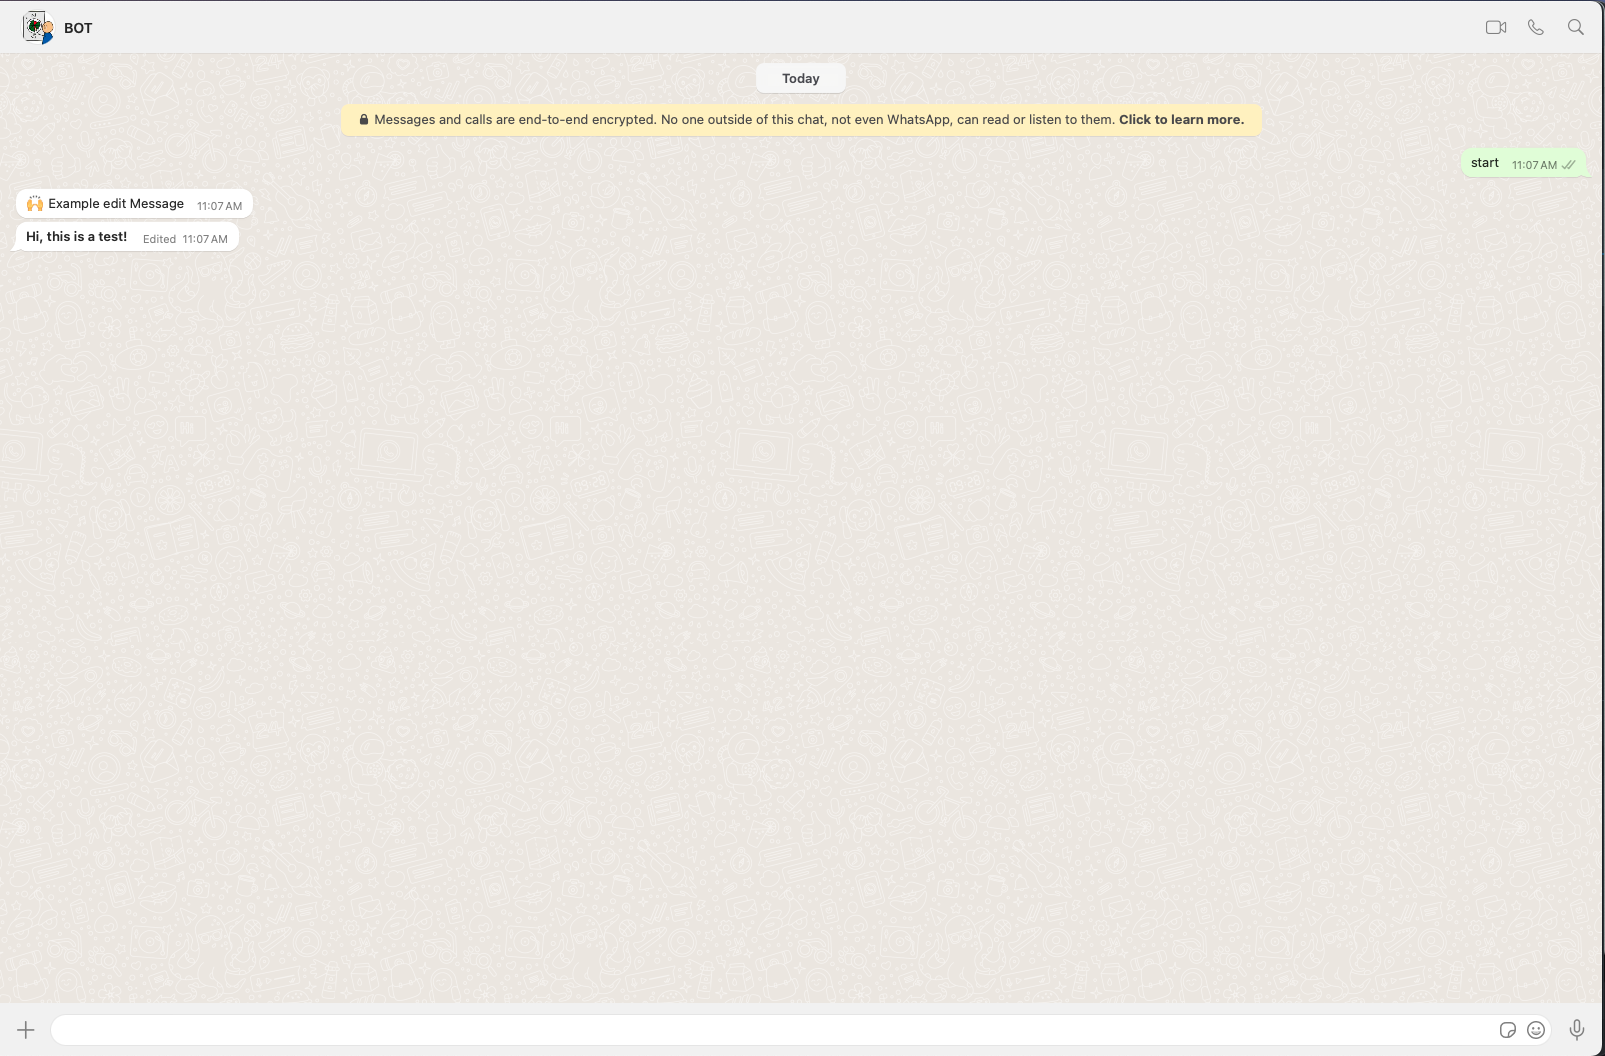 BOT
Today
Messages and calls are end-to-end encrypted. No one outside of this chat, not even WhatsApp, can read or listen to them. Click to learn more.
start 11:07 AM
🙌 Example edit Message 11:07 AM
Hi, this is a test! Edited 11:07 AM